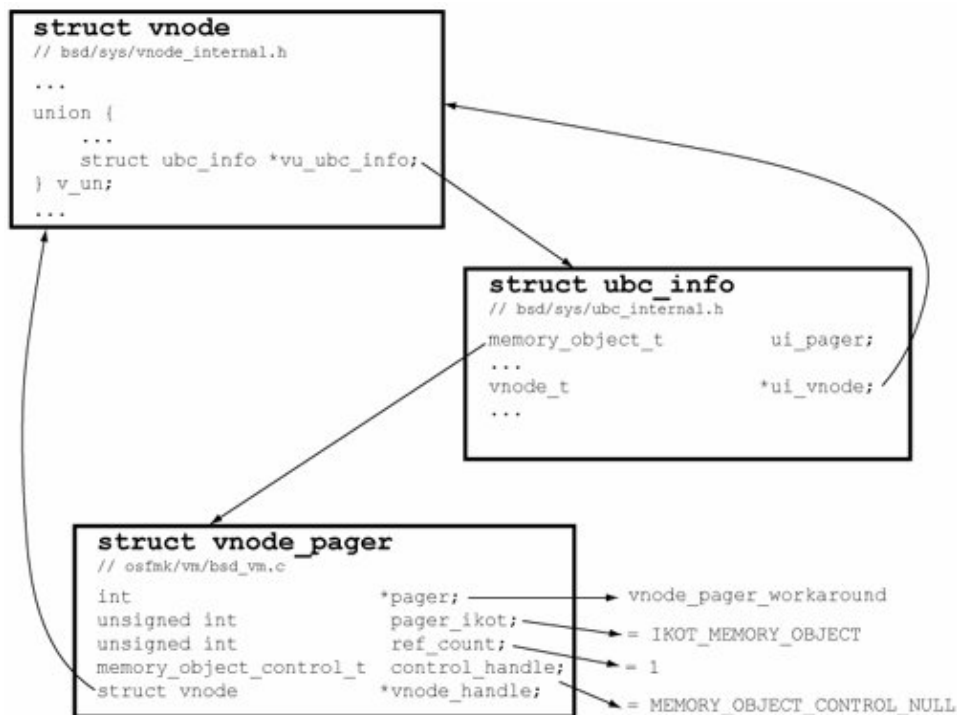 struct vnode
// bsd/sys/vnode_internal.h
...
union {
...
struct ubc_info *vu_ubc_info;
} v_un;
...
struct ubc_info
// bsd/sys/ubc_internal.h
memory_object_t ui_pager;
...
vnode_t *ui_vnode;
...
struct vnode_pager
// osfmk/vm/bsd_vm.c
int *pager; vnode_pager_workaround
unsigned int pager_ikot; = IKOT_MEMORY_OBJECT
unsigned int ref_count; = 1
memory_object_control_t control_handle; = MEMORY_OBJECT_CONTROL_NULL
struct vnode *vnode_handle;